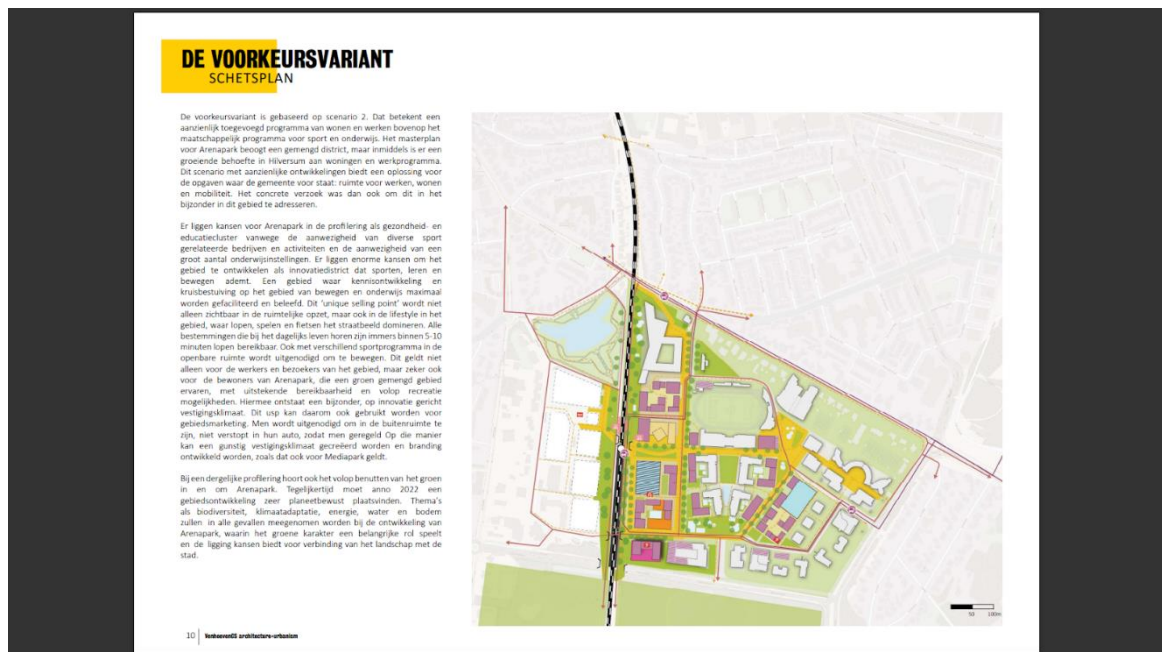 DE VOORKEURSVARIANT
SCHETSPLAN
De voorkeursvariant is gebaseerd op scenario 2. Dat betekent een
aanzienlijk toegevoegd programma van wonen en werken bovenop het
maatschappelijk programma voor sport en onderwijs. Het masterplan
voor Arenapark beoogt een gemengd district, maar inmiddels is er een
groeiende behoefte in Hilversum aan woningen en werkprogramma.
Dit scenario met aanzienlijke ontwikkelingen biedt een oplossing voor
de opgaven waar de gemeente voor staat: ruimte voor werken, wonen
en mobiliteit. Het concrete verzoek was dan ook om dit in het
bijzonder in dit gebied te adresseren.
Er liggen kansen voor Arenapark in de profilering als gezondheid- en
educatiecluster vanwege de aanwezigheid van diverse sport
gerelateerde bedrijven en activiteiten en de aanwezigheid van een
groot aantal onderwijsinstellingen. Er liggen enorme kansen om het
gebied te ontwikkelen als innovatiedistrict dat sporten, leren en
bewegen ademt. Een gebied waar kennisontwikkeling en
kruisbestuiving op het gebied van bewegen en onderwijs maximaal
worden gefaciliteerd en beleefd. Dit 'unique selling point' wordt niet
alleen zichtbaar in de ruimtelijke opzet, maar ook in de lifestyle in het
gebied, waar lopen, spelen en fietsen het straatbeeld domineren. Alle
bestemmingen die bij het dagelijks leven horen zijn immers binnen 5-10
minuten lopen bereikbaar. Ook met verschillend sportprogramma in de
openbare ruimte wordt uitgenodigd om te bewegen. Dit geldt niet
alleen voor de werkers en bezoekers van het gebied, maar zeker ook
voor de bewoners van Arenapark, die een groen gemengd gebied
ervaren, met uitstekende bereikbaarheid en volop recreatie
mogelijkheden. Hiermee ontstaat een bijzonder, op innovatie gericht
vestigingsklimaat. Dit usp kan daarom ook gebruikt worden voor
gebiedsmarketing. Men wordt uitgenodigd om in de buitenruimte te
zijn, niet verstopt in hun auto, zodat men geregeld Op die manier
kan een gunstig vestigingsklimaat gecreëerd worden en branding
ontwikkeld worden, zoals dat ook voor Mediapark geldt.
Bij een dergelijke profilering hoort ook het volop benutten van het groen
in en om Arenapark. Tegelijkertijd moet anno 2022 een
gebiedsontwikkeling zeer planeetbewust plaatsvinden. Thema's
als biodiversiteit, klimaatadaptatie, energie, water en bodem
zullen in alle gevallen meegenomen worden bij de ontwikkeling van
Arenapark, waarin het groene karakter een belangrijke rol speelt
en de ligging kansen biedt voor verbinding van het landschap met de
stad.
50 100m
10 VenhoevenCS architecture+urbanism